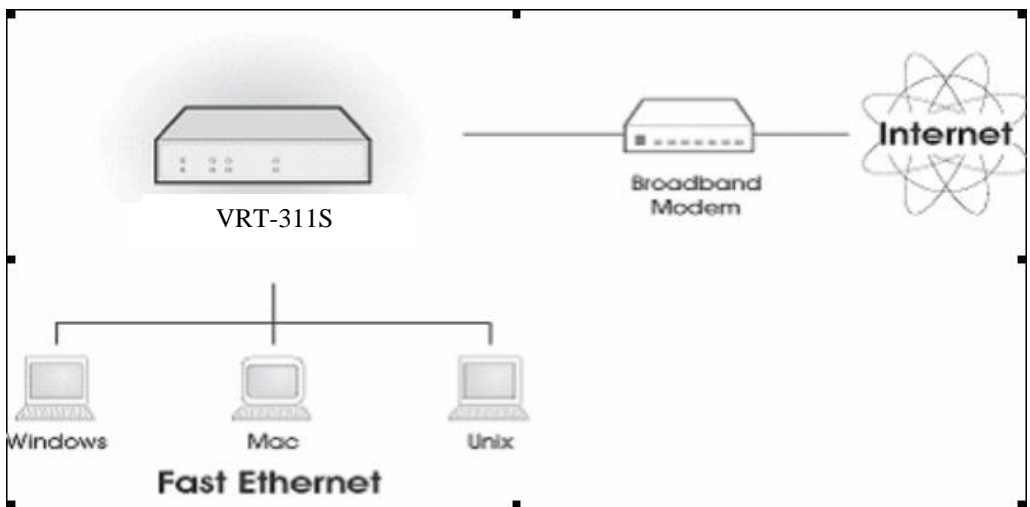 VRT-311S
Broadband
Modem
Internet
Windows
Mac
Unix
Fast Ethernet